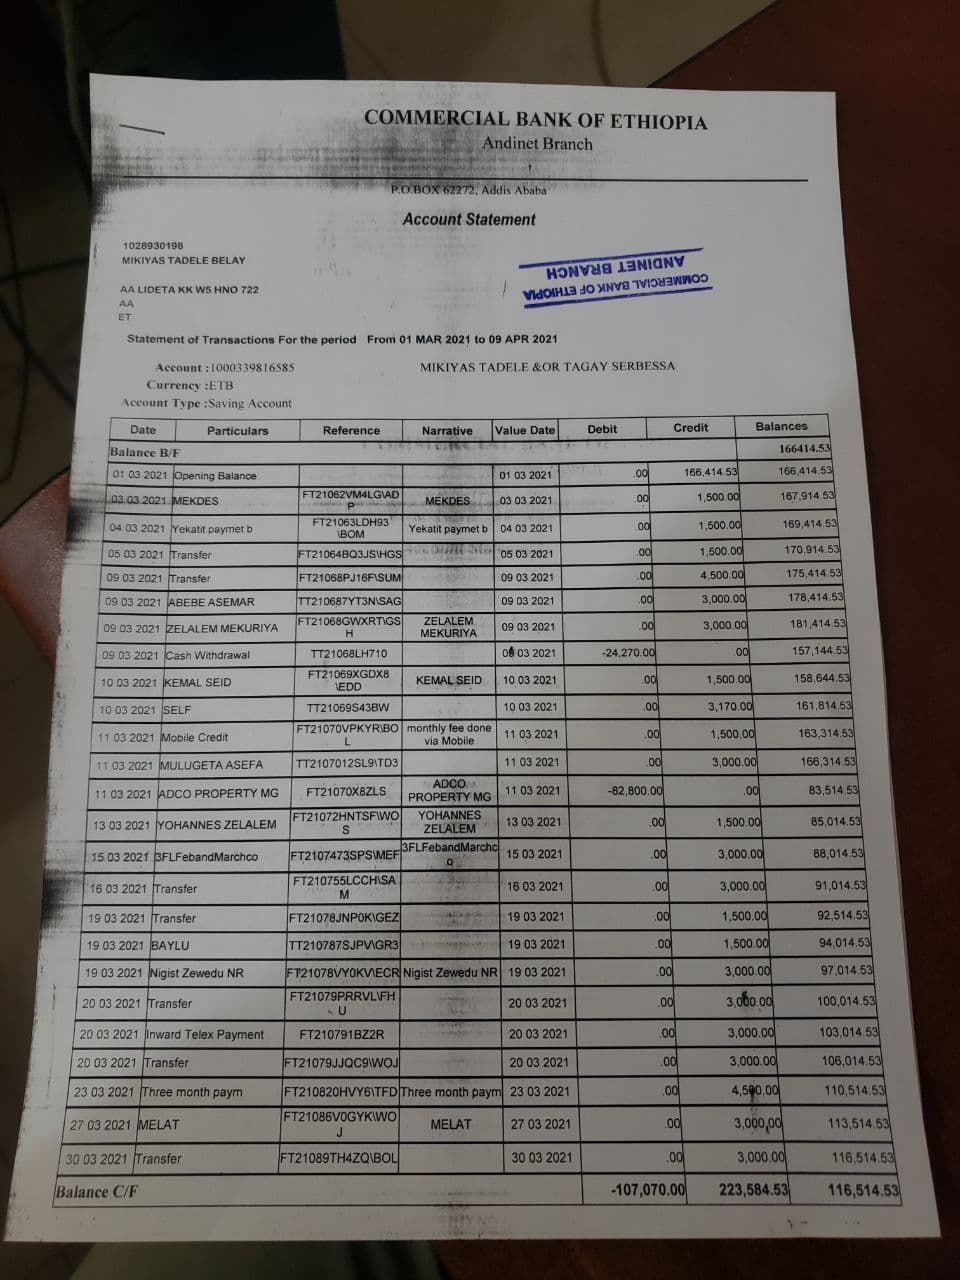 COMMERCIAL BANK OF ETHIOPIA
Andinet Branch
P.O.BOX 62272, Addis Ababa
Account Statement
1028930198
MIKIYAS TADELE BELAY
COMMERCIAL BANK OF ETHIOPIA
ANDINET BRANCH
AA LIDETA KK W5 HNO 722
AA
ET
Statement of Transactions For the period From 01 MAR 2021 to 09 APR 2021
Account :1000339816585 MIKIYAS TADELE &OR TAGAY SERBESSA
Currency :ETB
Account Type :Saving Account
Date Particulars Reference Narrative Value Date Debit Credit Balances
Balance B/F 166414.53
01 03 2021 Opening Balance 01 03 2021 .00 166,414.53 166,414.53
03 03 2021 MEKDES FT21062VM4LG\AD MEKDES 03 03 2021 .00 1,500.00 167,914.53
P
04 03 2021 Yekatit paymet b FT21063LDH93 Yekatit paymet b 04 03 2021 .00 1,500.00 169,414.53
\BOM
05 03 2021 Transfer FT21064BQ3JS\HGS 05 03 2021 .00 1,500.00 170,914.53
09 03 2021 Transfer FT21068PJ16F\SUM 09 03 2021 .00 4,500.00 175,414.53
09 03 2021 ABEBE ASEMAR TT210687YT3N\SAG 09 03 2021 .00 3,000.00 178,414.53
09 03 2021 ZELALEM MEKURIYA FT21068GWXRT\GS ZELALEM 09 03 2021 .00 3,000.00 181,414.53
H MEKURIYA
09 03 2021 Cash Withdrawal TT21068LH710 09 03 2021 -24,270.00 .00 157,144.53
10 03 2021 KEMAL SEID FT21069XGDX8 KEMAL SEID 10 03 2021 .00 1,500.00 158,644.53
\EDD
10 03 2021 SELF TT21069S43BW 10 03 2021 .00 3,170.00 161,814.53
11 03 2021 Mobile Credit FT21070VPKYR\BO monthly fee done 11 03 2021 .00 1,500.00 163,314.53
L via Mobile
11 03 2021 MULUGETA ASEFA TT2107012SL9\TD3 11 03 2021 .00 3,000.00 166,314.53
11 03 2021 ADCO PROPERTY MG FT21070X8ZLS ADCO 11 03 2021 -82,800.00 .00 83,514.53
PROPERTY MG
13 03 2021 YOHANNES ZELALEM FT21072HNTSF\WO YOHANNES 13 03 2021 .00 1,500.00 85,014.53
S ZELALEM
15 03 2021 3FLFebandMarchco FT2107473SPS\MEF 3FLFebandMarchc 15 03 2021 .00 3,000.00 88,014.53
o
16 03 2021 Transfer FT210755LCCH\SA 16 03 2021 .00 3,000.00 91,014.53
M
19 03 2021 Transfer FT21078JNP0K\GEZ 19 03 2021 .00 1,500.00 92,514.53
19 03 2021 BAYLU TT210787SJPV\GR3 19 03 2021 .00 1,500.00 94,014.53
19 03 2021 Nigist Zewedu NR FT21078VY0KV\ECR Nigist Zewedu NR 19 03 2021 .00 3,000.00 97,014.53
20 03 2021 Transfer FT21079PRRVL\FH 20 03 2021 .00 3,000.00 100,014.53
U
20 03 2021 Inward Telex Payment FT210791BZ2R 20 03 2021 .00 3,000.00 103,014.53
20 03 2021 Transfer FT21079JJQC9\WOJ 20 03 2021 .00 3,000.00 106,014.53
23 03 2021 Three month paym FT210820HVY6\TFD Three month paym 23 03 2021 .00 4,500.00 110,514.53
27 03 2021 MELAT FT21086V0GYK\WO MELAT 27 03 2021 .00 3,000.00 113,514.53
J
30 03 2021 Transfer FT21089TH4ZQ\BOL 30 03 2021 .00 3,000.00 116,514.53
Balance C/F -107,070.00 223,584.53 116,514.53